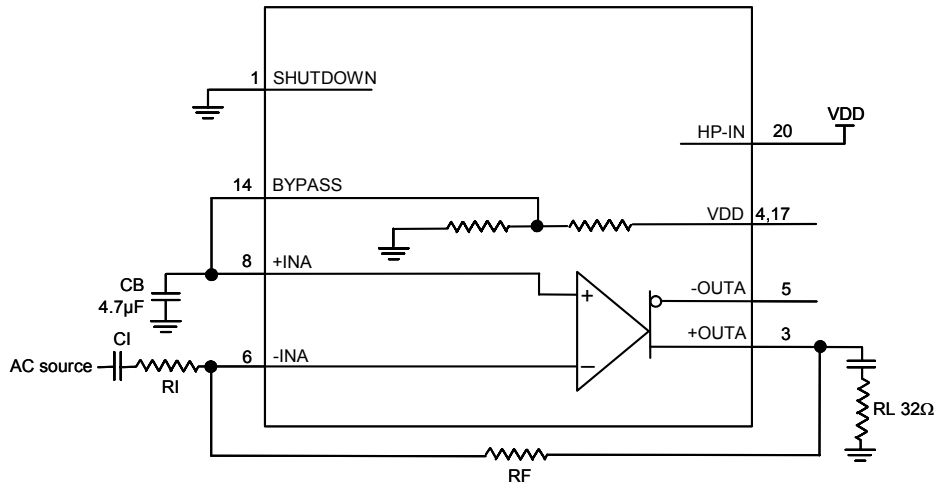 1 SHUTDOWN
HP-IN 20
VDD
14 BYPASS
VDD 4,17
8 +INA
CB
4.7µF
+
-OUTA 5
+OUTA 3
CI
AC source
RI
6 -INA
−
RL 32Ω
RF